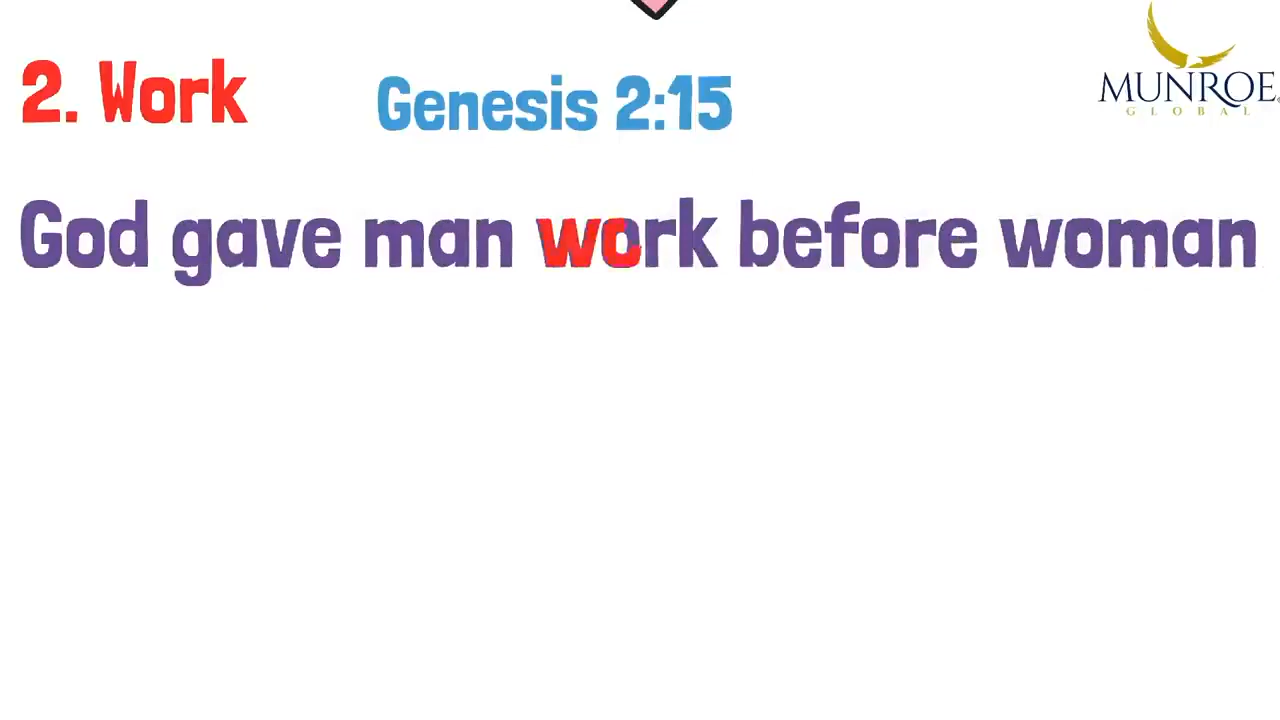 2. Work
Genesis 2:15
MUNROE
GLOBAL
God gave man work before woman